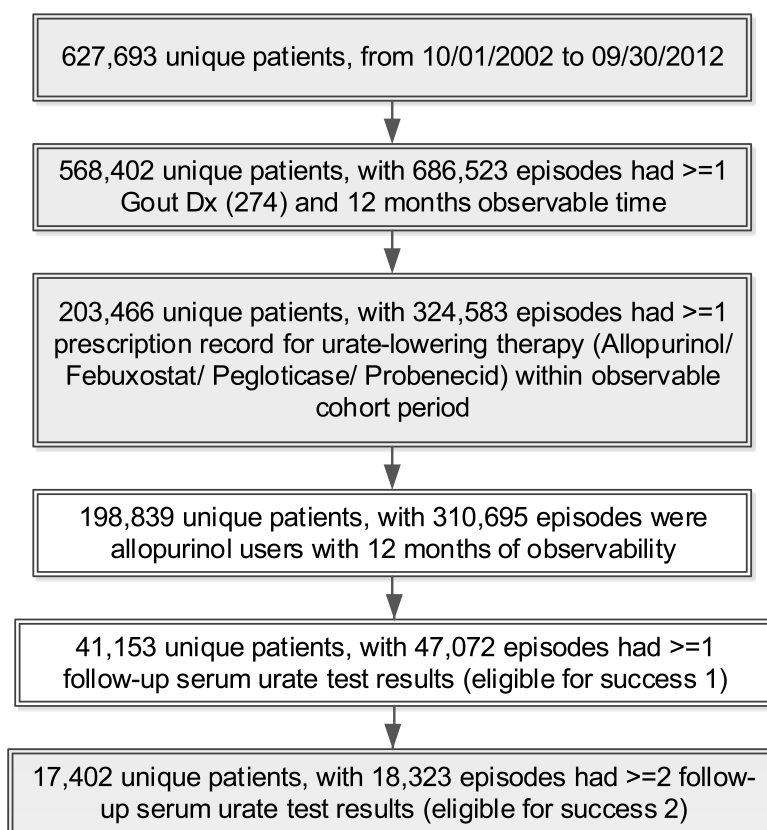 627,693 unique patients, from 10/01/2002 to 09/30/2012
568,402 unique patients, with 686,523 episodes had >=1
Gout Dx (274) and 12 months observable time
203,466 unique patients, with 324,583 episodes had >=1
prescription record for urate-lowering therapy (Allopurinol/
Febuxostat/ Pegloticase/ Probenecid) within observable
cohort period
198,839 unique patients, with 310,695 episodes were
allopurinol users with 12 months of observability
41,153 unique patients, with 47,072 episodes had >=1
follow-up serum urate test results (eligible for success 1)
17,402 unique patients, with 18,323 episodes had >=2 follow-
up serum urate test results (eligible for success 2)